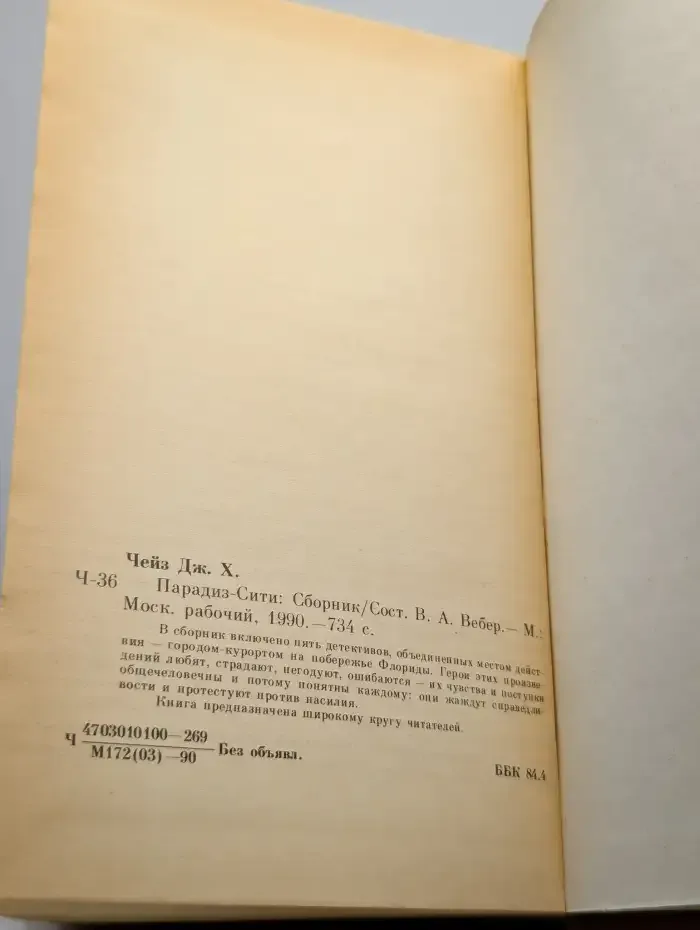 Чейз Дж. Х.
Ч-36 Парадиз-Сити: Сборник/Сост. В. А. Вебер.— М.:
Моск. рабочий, 1990.—734 с.
В сборник включено пять детективов, объединенных местом дейст-
вия — городом-курортом на побережье Флориды. Герои этих произве-
дений любят, страдают, негодуют, ошибаются — их чувства и поступки
общечеловечны и потому понятны каждому: они жаждут справедли-
вости и протестуют против насилия.
Книга предназначена широкому кругу читателей.
Ч 4703010100—269
М172(03)—90 Без объявл.
ББК 84.4